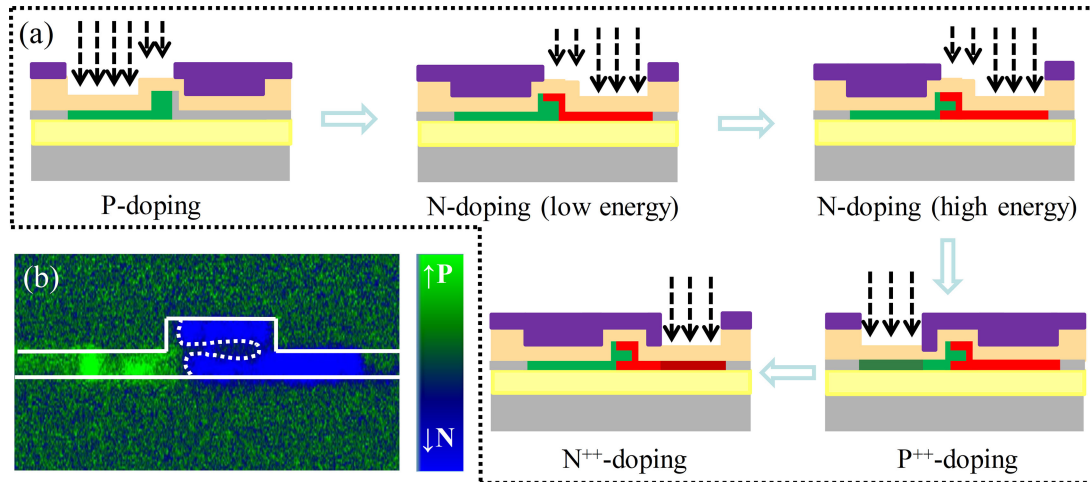 (a)
P-doping
N-doping (low energy)
N-doping (high energy)
(b)
↑P
↓N
N⁺⁺-doping
P⁺⁺-doping